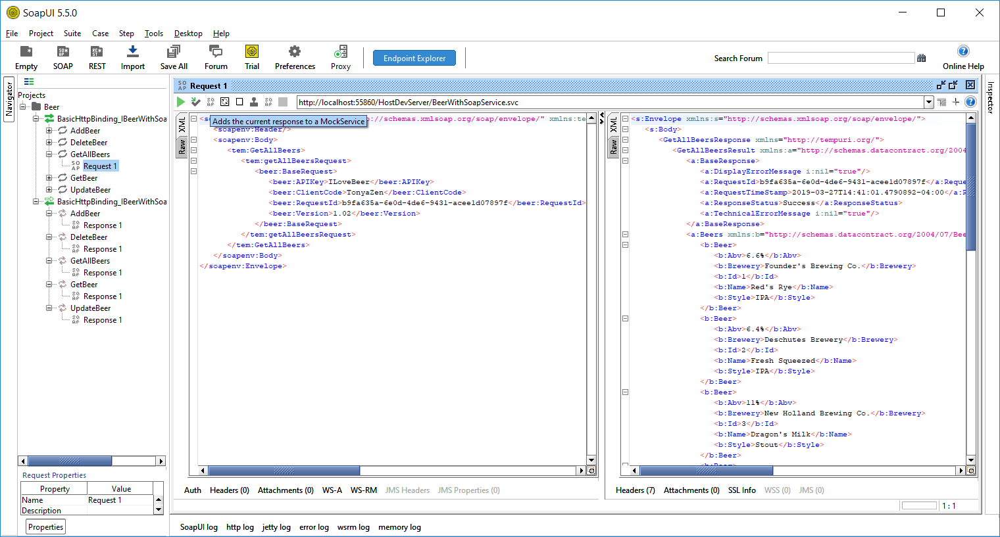 SoapUI 5.5.0
File Project Suite Case Step Tools Desktop Help
Empty SOAP REST Import Save All Forum Trial Preferences Proxy Endpoint Explorer Search Forum Online Help
Navigator
Projects
Beer
BasicHttpBinding_IBeerWithSoa
AddBeer
DeleteBeer
GetAllBeers
Request 1
GetBeer
UpdateBeer
BasicHttpBinding_IBeerWithSoa
AddBeer
Response 1
DeleteBeer
Response 1
GetAllBeers
Response 1
GetBeer
Response 1
UpdateBeer
Response 1
Request Properties
Property Value
Name Request 1
Description
Properties
Request 1
http://localhost:55860/HostDevServer/BeerWithSoapService.svc
Adds the current response to a MockService
XML
Raw
<s p://schemas.xmlsoap.org/soap/envelope/" xmlns:te
<soapenv:Header/>
<soapenv:Body>
<tem:GetAllBeers>
<tem:getAllBeersRequest>
<beer:BaseRequest>
<beer:APIKey>ILoveBeer</beer:APIKey>
<beer:ClientCode>TonyaZen</beer:ClientCode>
<beer:RequestId>b9fa635a-6e0d-4de6-9431-acee1d07897f</beer:RequestId>
<beer:Version>1.02</beer:Version>
</beer:BaseRequest>
</tem:getAllBeersRequest>
</tem:GetAllBeers>
</soapenv:Body>
</soapenv:Envelope>
Auth Headers (0) Attachments (0) WS-A WS-RM JMS Headers JMS Properties (0)
XML
Raw
<s:Envelope xmlns:s="http://schemas.xmlsoap.org/soap/envelope/">
<s:Body>
<GetAllBeersResponse xmlns="http://tempuri.org/">
<GetAllBeersResult xmlns:a="http://schemas.datacontract.org/2004
<a:BaseResponse>
<a:DisplayErrorMessage i:nil="true"/>
<a:RequestId>b9fa635a-6e0d-4de6-9431-acee1d07897f</a:Reque
<a:RequestTimeStamp>2019-03-27T14:41:01.4790892-04:00</a:R
<a:ResponseStatus>Success</a:ResponseStatus>
<a:TechnicalErrorMessage i:nil="true"/>
</a:BaseResponse>
<a:Beers xmlns:b="http://schemas.datacontract.org/2004/07/Bee
<b:Beer>
<b:Abv>6.6%</b:Abv>
<b:Brewery>Founder's Brewing Co.</b:Brewery>
<b:Id>1</b:Id>
<b:Name>Red's Rye</b:Name>
<b:Style>IPA</b:Style>
</b:Beer>
<b:Beer>
<b:Abv>6.4%</b:Abv>
<b:Brewery>Deschutes Brewery</b:Brewery>
<b:Id>2</b:Id>
<b:Name>Fresh Squeezed</b:Name>
<b:Style>IPA</b:Style>
</b:Beer>
<b:Beer>
<b:Abv>11%</b:Abv>
<b:Brewery>New Holland Brewing Co.</b:Brewery>
<b:Id>3</b:Id>
<b:Name>Dragon's Milk</b:Name>
<b:Style>Stout</b:Style>
</b:Beer>
Headers (7) Attachments (0) SSL Info WSS (0) JMS (0)
1 : 1
Inspector
SoapUI log http log jetty log error log wsrm log memory log